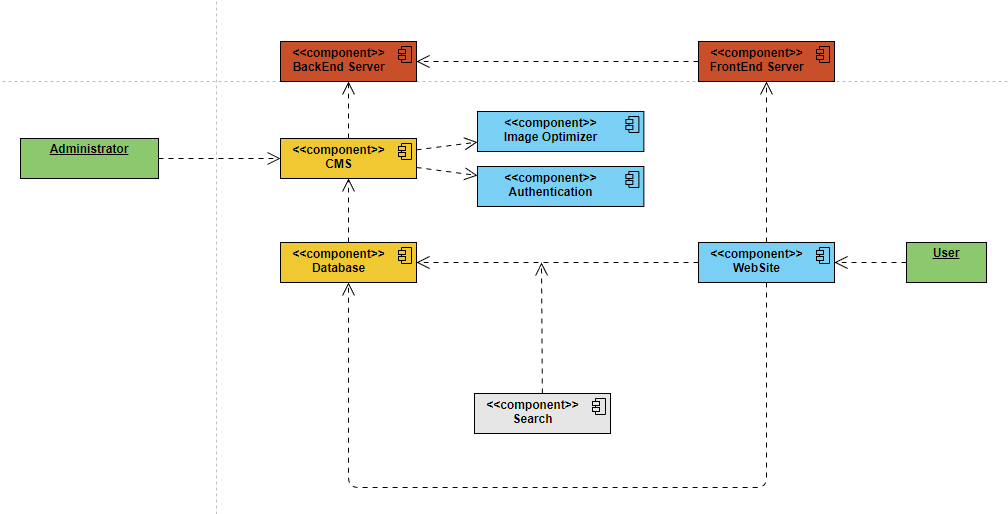 <<component>>
BackEnd Server
<<component>>
FrontEnd Server
<<component>>
Image Optimizer
Administrator
<<component>>
CMS
<<component>>
Authentication
<<component>>
Database
<<component>>
WebSite
User
<<component>>
Search